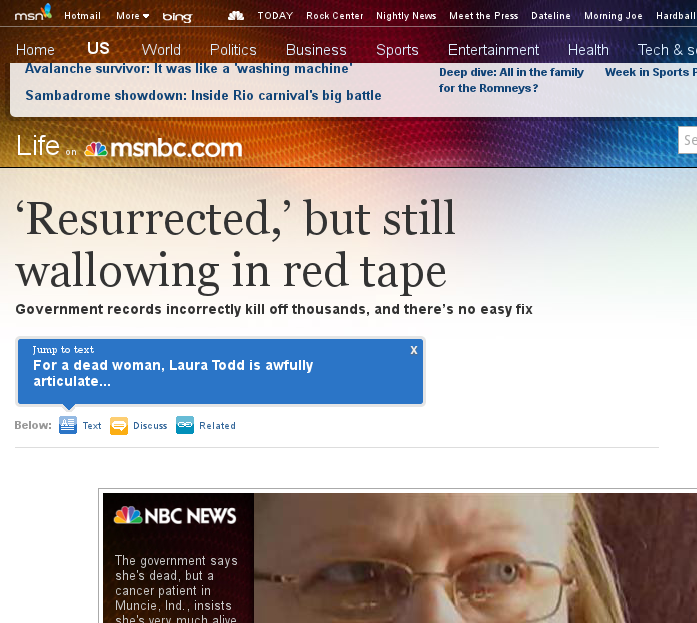 msn Hotmail More bing TODAY Rock Center Nightly News Meet the Press Dateline Morning Joe Hardball
Home US World Politics Business Sports Entertainment Health Tech & s
Avalanche survivor: It was like a 'washing machine'
Sambadrome showdown: Inside Rio carnival's big battle
Deep dive: All in the family
for the Romneys?
Week in Sports P
Life on msnbc.com
Se
‘Resurrected,’ but still
wallowing in red tape
Government records incorrectly kill off thousands, and there’s no easy fix
Jump to text
X
For a dead woman, Laura Todd is awfully
articulate...
Below: Text Discuss Related
NBC NEWS
The government says
she's dead, but a
cancer patient in
Muncie, Ind., insists
she's very much alive